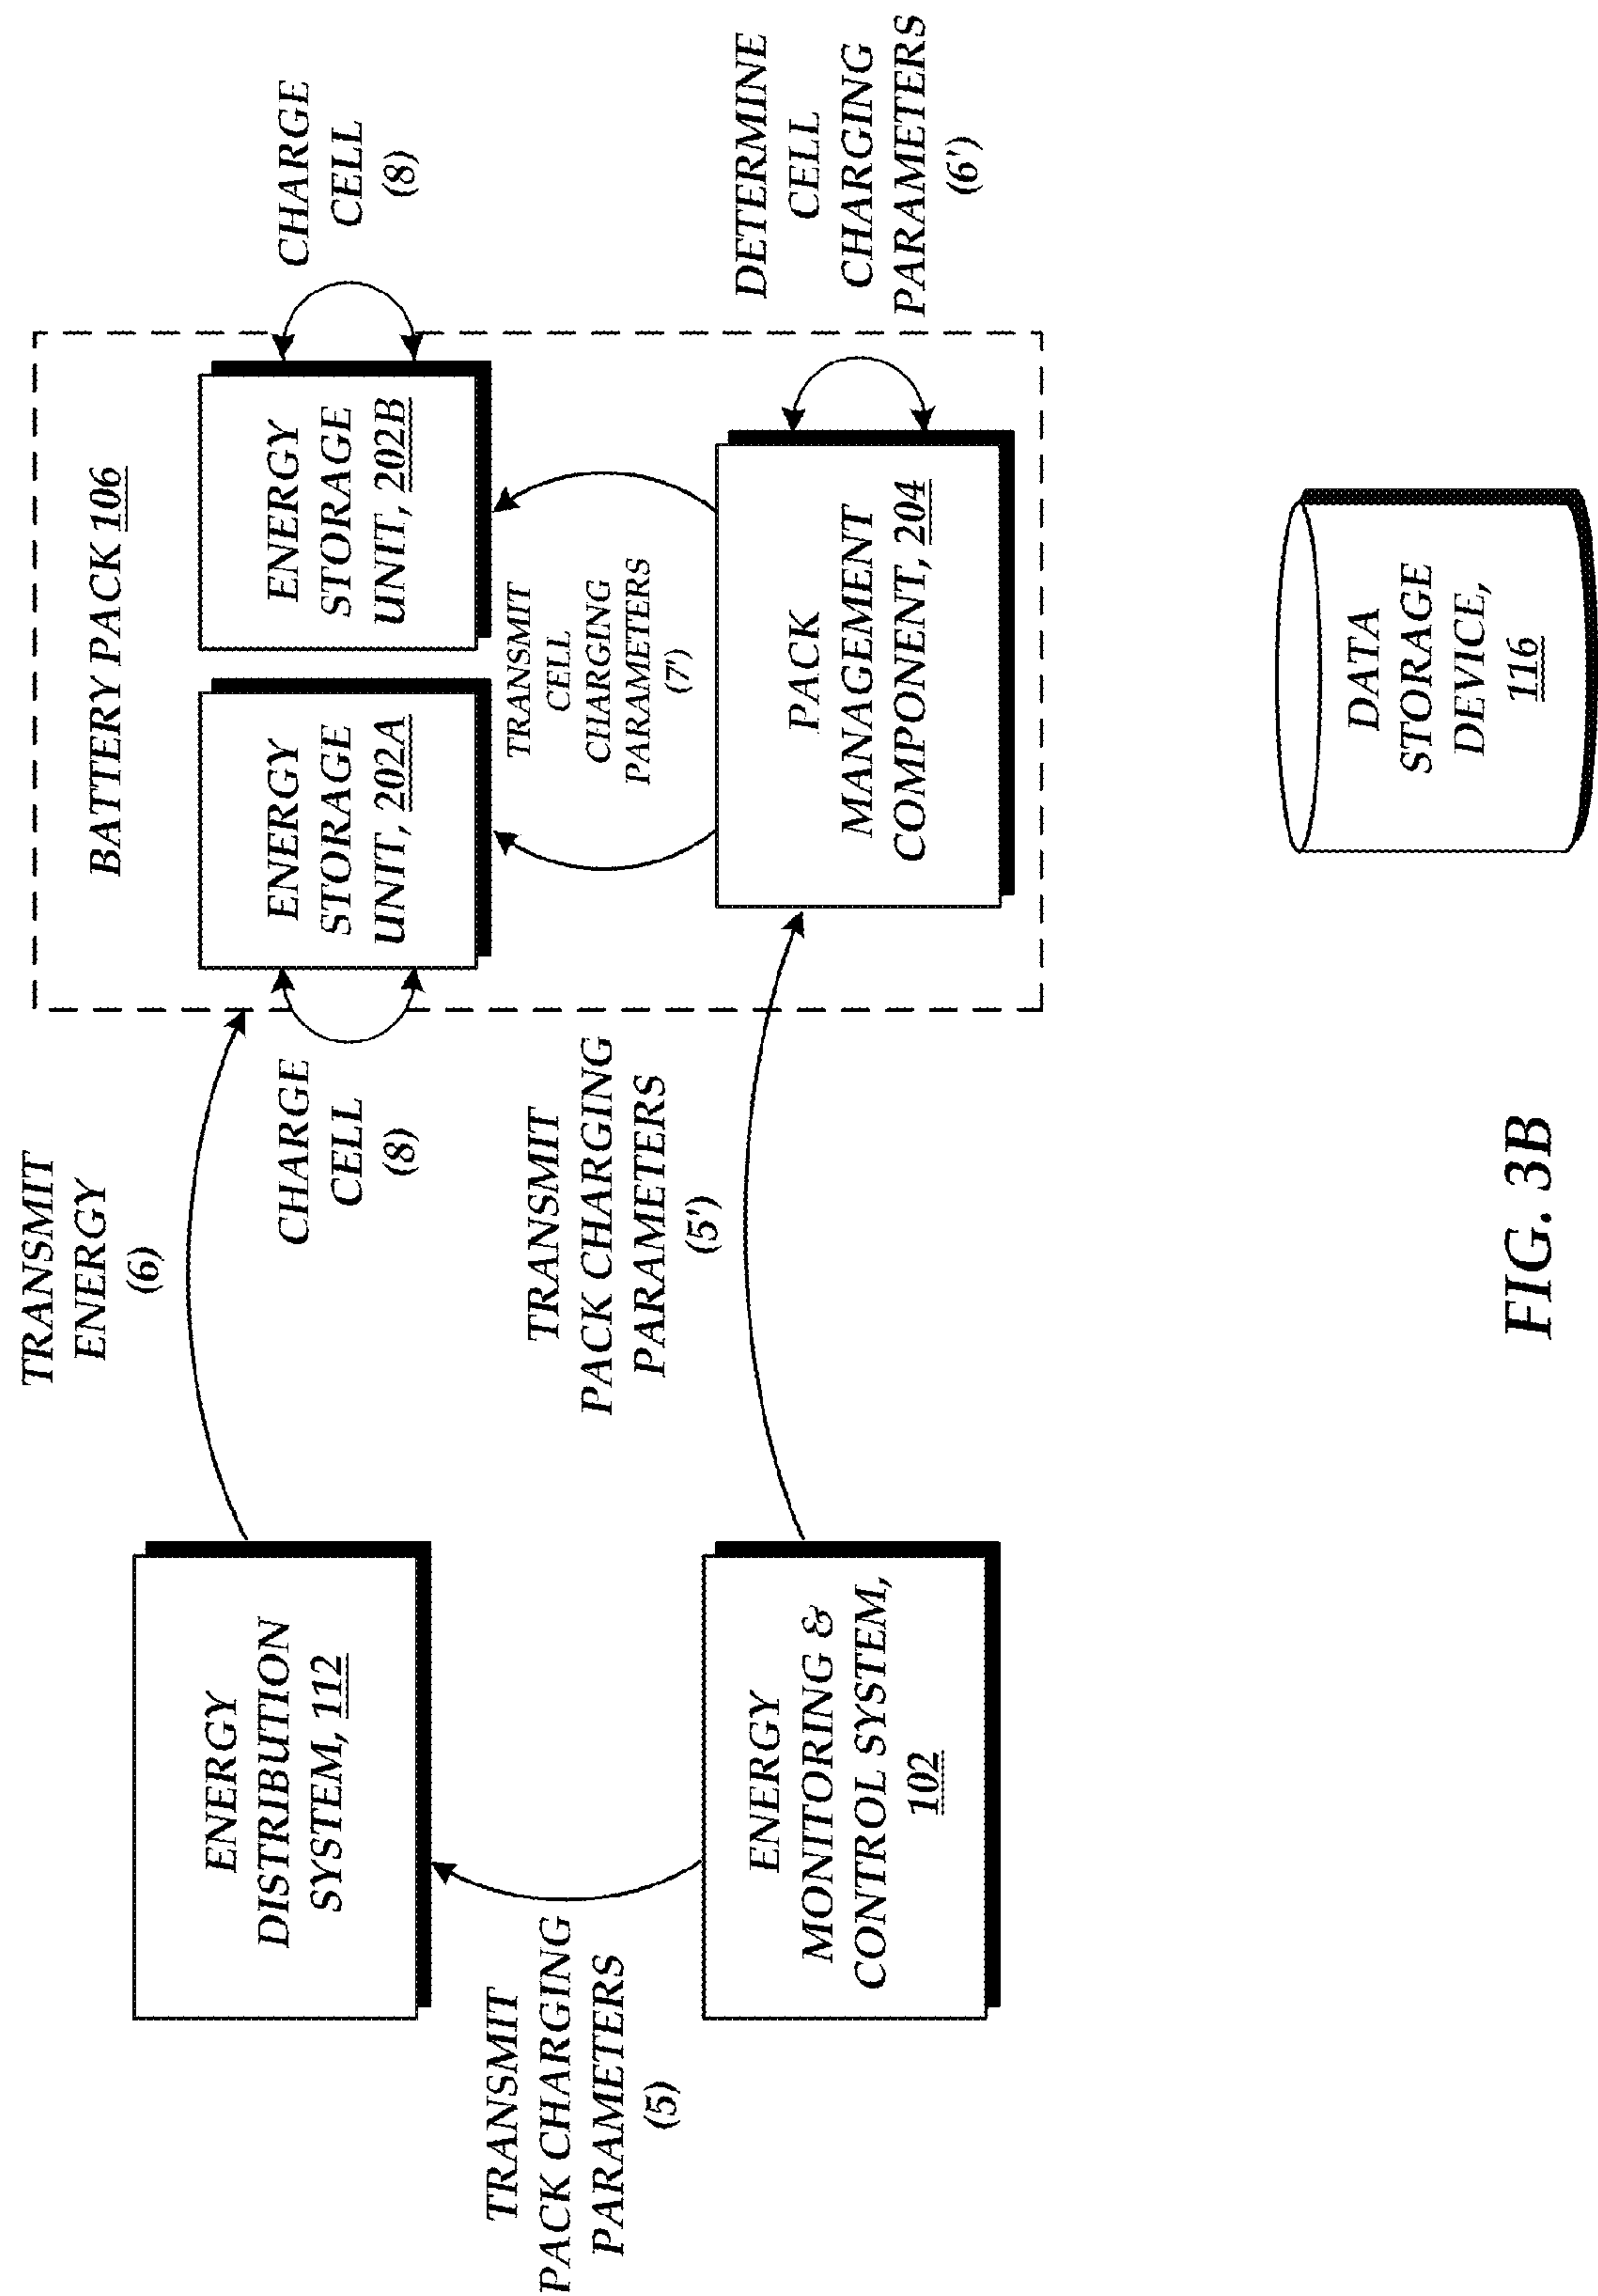 TRANSMIT
ENERGY
(6)
BATTERY PACK 106
ENERGY
DISTRIBUTION
SYSTEM, 112
CHARGE
CELL
(8)
ENERGY
STORAGE
UNIT, 202A
ENERGY
STORAGE
UNIT, 202B
CHARGE
CELL
(8)
TRANSMIT
PACK CHARGING
PARAMETERS
(5)
TRANSMIT
PACK CHARGING
PARAMETERS
(5')
TRANSMIT
CELL
CHARGING
PARAMETERS
(7')
ENERGY
MONITORING &
CONTROL SYSTEM,
102
PACK
MANAGEMENT
COMPONENT, 204
DETERMINE
CELL
CHARGING
PARAMETERS
(6')
DATA
STORAGE
DEVICE,
116
FIG. 3B